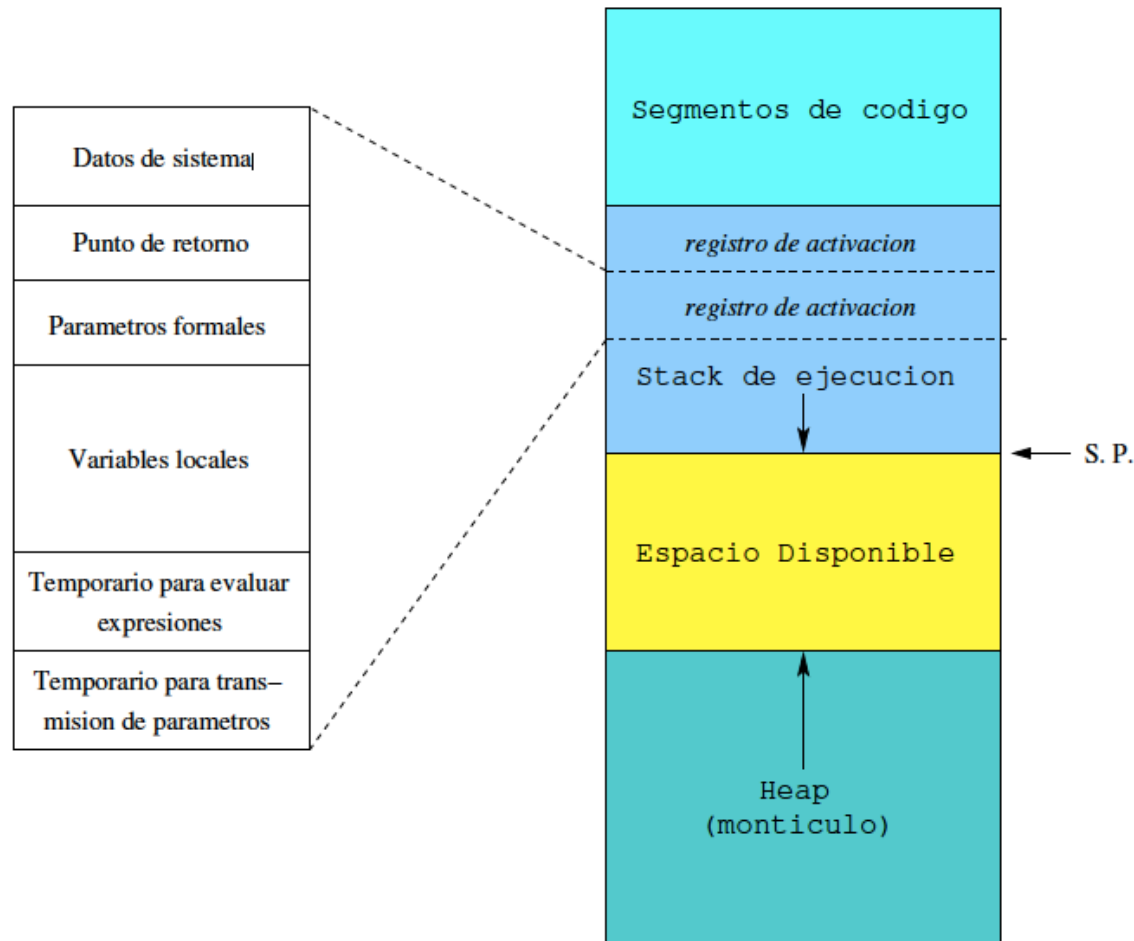 Datos de sistema
Punto de retorno
Parametros formales
Variables locales
Temporario para evaluar
expresiones
Temporario para trans–
mision de parametros
Segmentos de codigo
registro de activacion
registro de activacion
Stack de ejecucion
S. P.
Espacio Disponible
Heap
(monticulo)